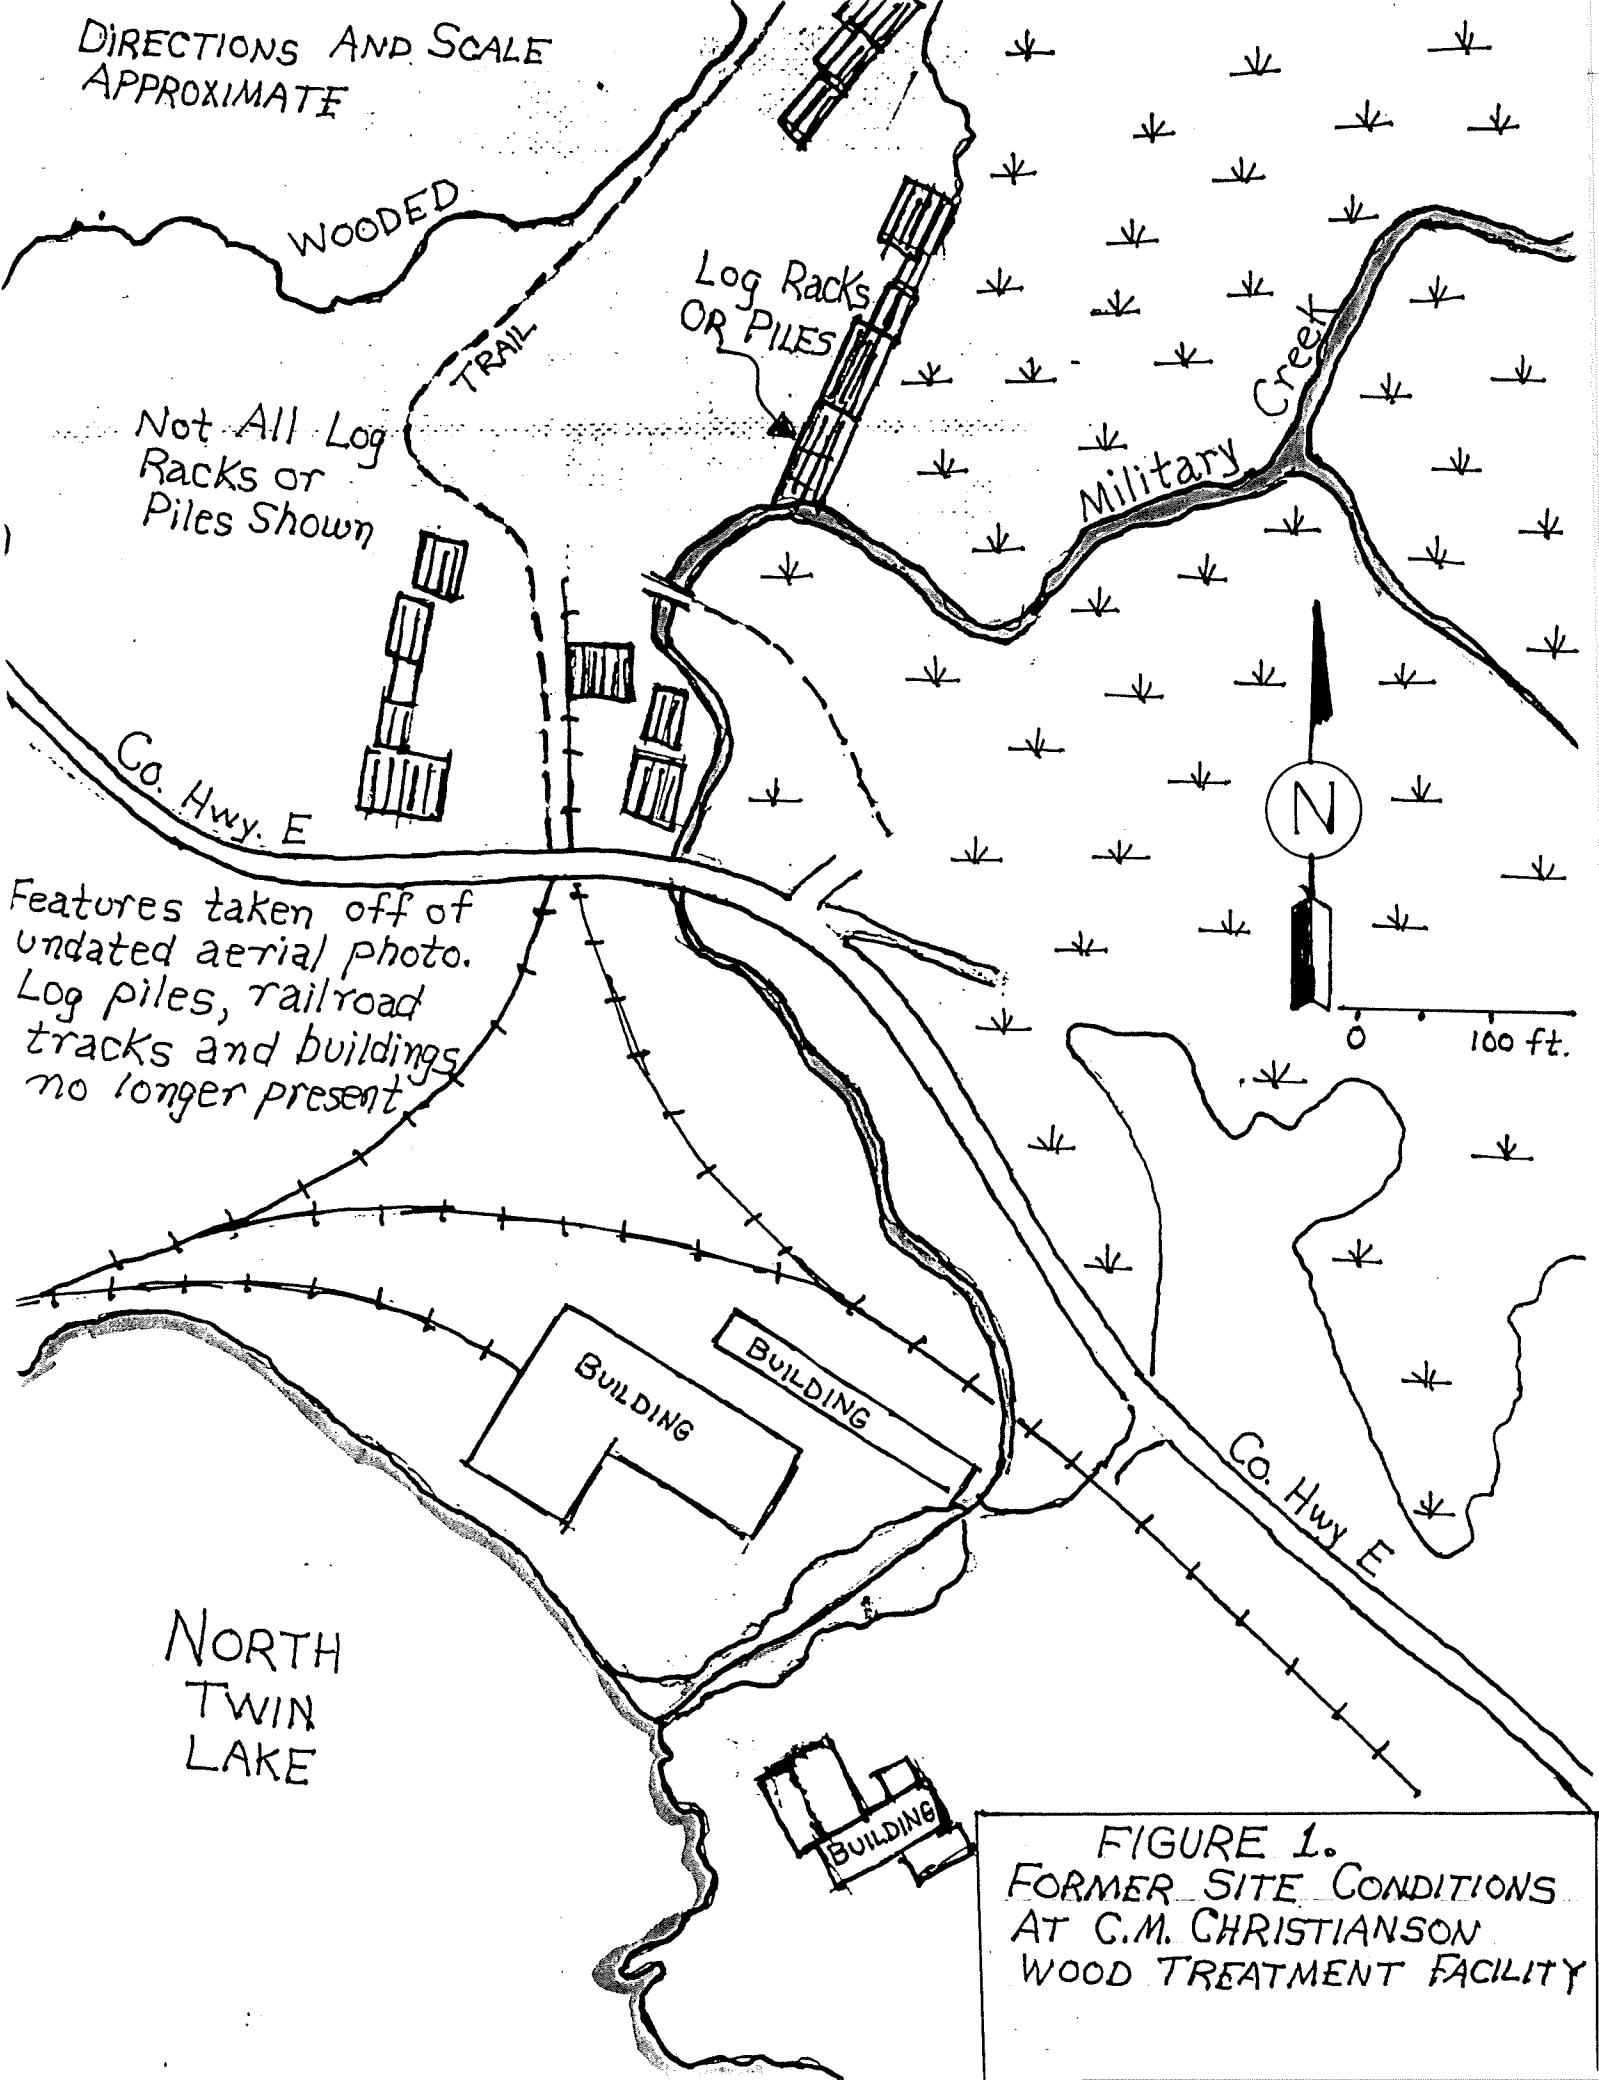 DIRECTIONS AND SCALE
APPROXIMATE
WOODED
LOG RACKS
OR PILES
TRAIL
Creek
Not All Log
Racks or
Piles Shown
Military
Co. Hwy. E
N
Features taken off of
undated aerial photo.
Log piles, railroad
tracks and buildings
no longer present
0 100 ft.
BUILDING
BUILDING
Co. Hwy E
NORTH
TWIN
LAKE
BUILDING
FIGURE 1.
FORMER SITE CONDITIONS
AT C.M. CHRISTIANSON
WOOD TREATMENT FACILITY